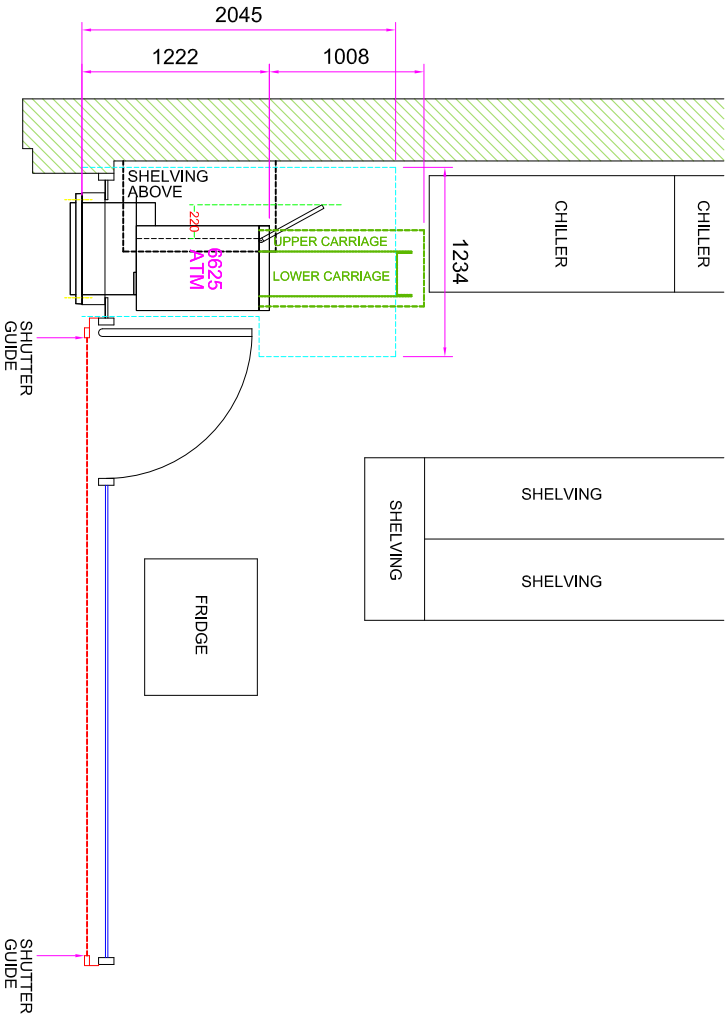 2045
1222
1008
SHELVING
ABOVE
220
6625
ATM
UPPER CARRIAGE
LOWER CARRIAGE
1234
CHILLER
CHILLER
SHUTTER
GUIDE
SHELVING
SHELVING
SHELVING
FRIDGE
SHUTTER
GUIDE